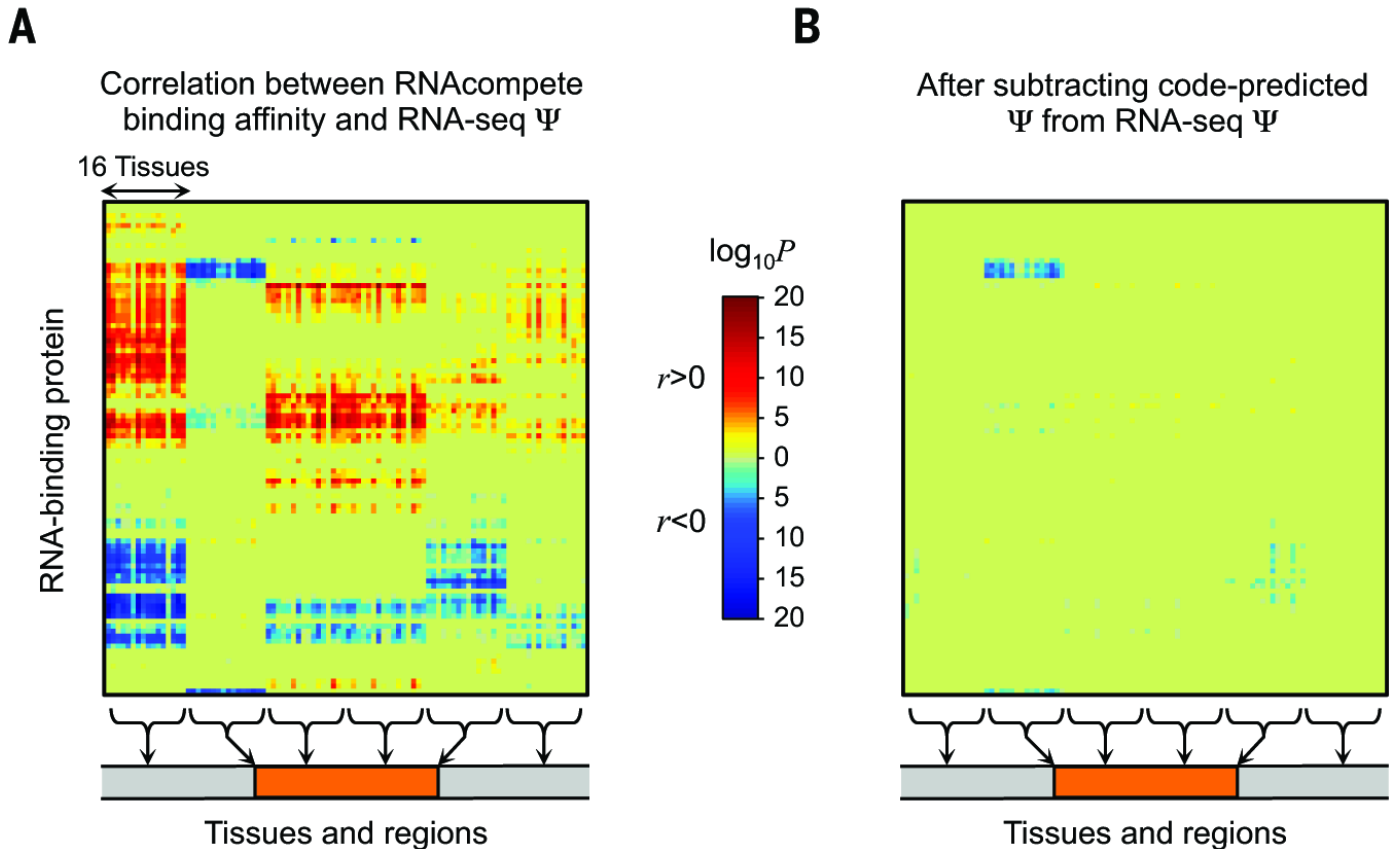 A
B
Correlation between RNAcompete
binding affinity and RNA-seq Ψ
After subtracting code-predicted
Ψ from RNA-seq Ψ
16 Tissues
RNA-binding protein
log₁₀P
r>0
r<0
20
15
10
5
0
5
10
15
20
Tissues and regions
Tissues and regions